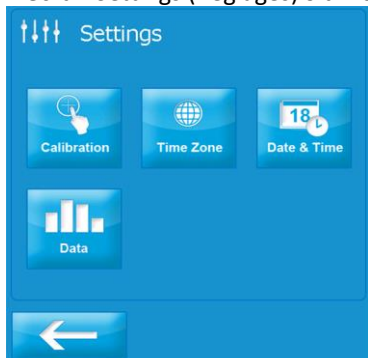 Settings
Calibration
Time Zone
18
Date & Time
Data